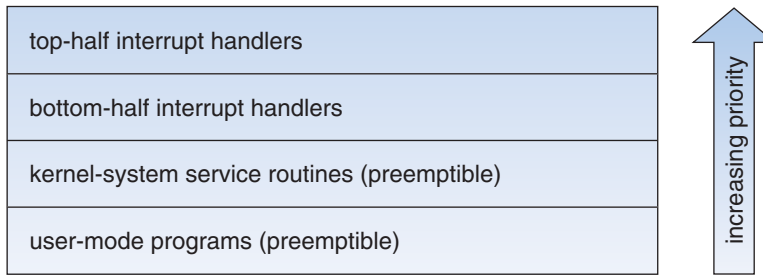 top-half interrupt handlers
bottom-half interrupt handlers
kernel-system service routines (preemptible)
user-mode programs (preemptible)
increasing priority